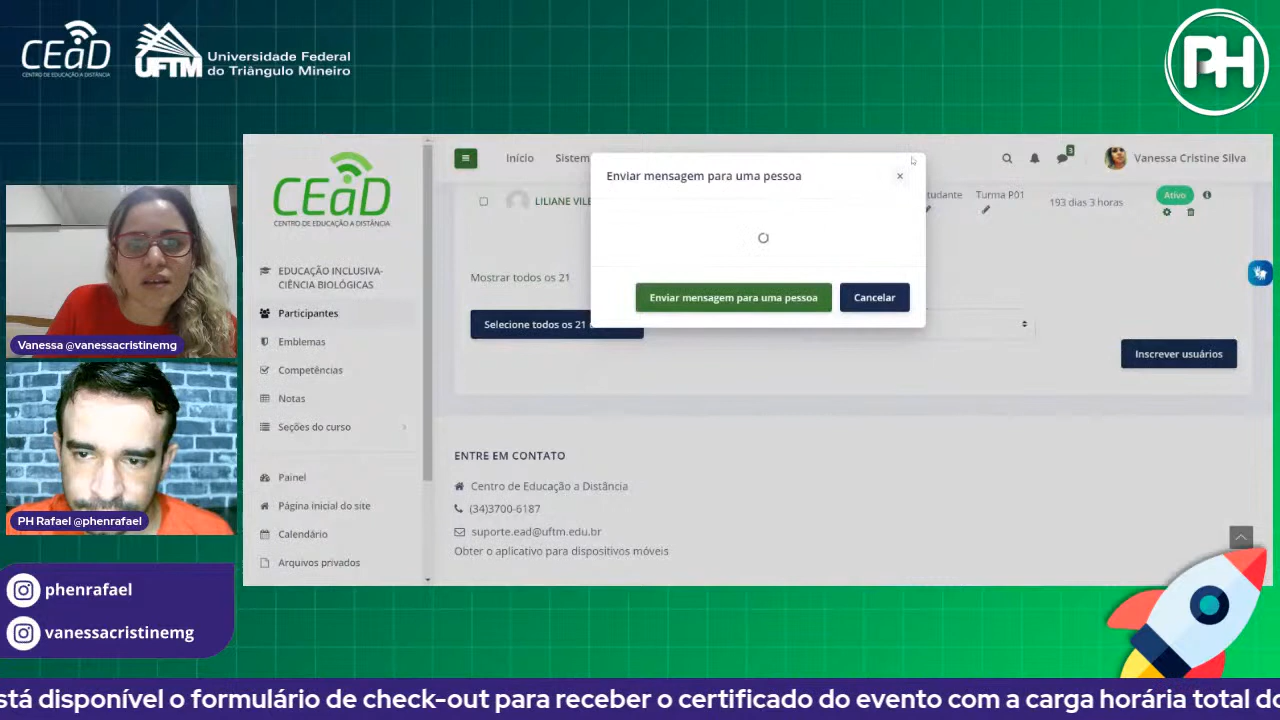 CEaD
CENTRO DE EDUCAÇÃO A DISTÂNCIA
UFTM
Universidade Federal
do Triângulo Mineiro
PH
Vanessa @vanessacristinemg
PH Rafael @phenrafael
phenrafael
vanessacristinemg
CEaD
CENTRO DE EDUCAÇÃO A DISTÂNCIA
EDUCAÇÃO INCLUSIVA-
CIÊNCIA BIOLÓGICAS
Participantes
Emblemas
Competências
Notas
Seções do curso
Painel
Página inicial do site
Calendário
Arquivos privados
Início
Sistem
3
Vanessa Cristine Silva
LILIANE VILE
tudante
Turma P01
193 dias 3 horas
Ativo
Enviar mensagem para uma pessoa
×
Enviar mensagem para uma pessoa
Cancelar
Mostrar todos os 21
Selecione todos os 21
Inscrever usuários
ENTRE EM CONTATO
Centro de Educação a Distância
(34)3700-6187
suporte.ead@uftm.edu.br
Obter o aplicativo para dispositivos móveis
stá disponível o formulário de check-out para receber o certificado do evento com a carga horária total do